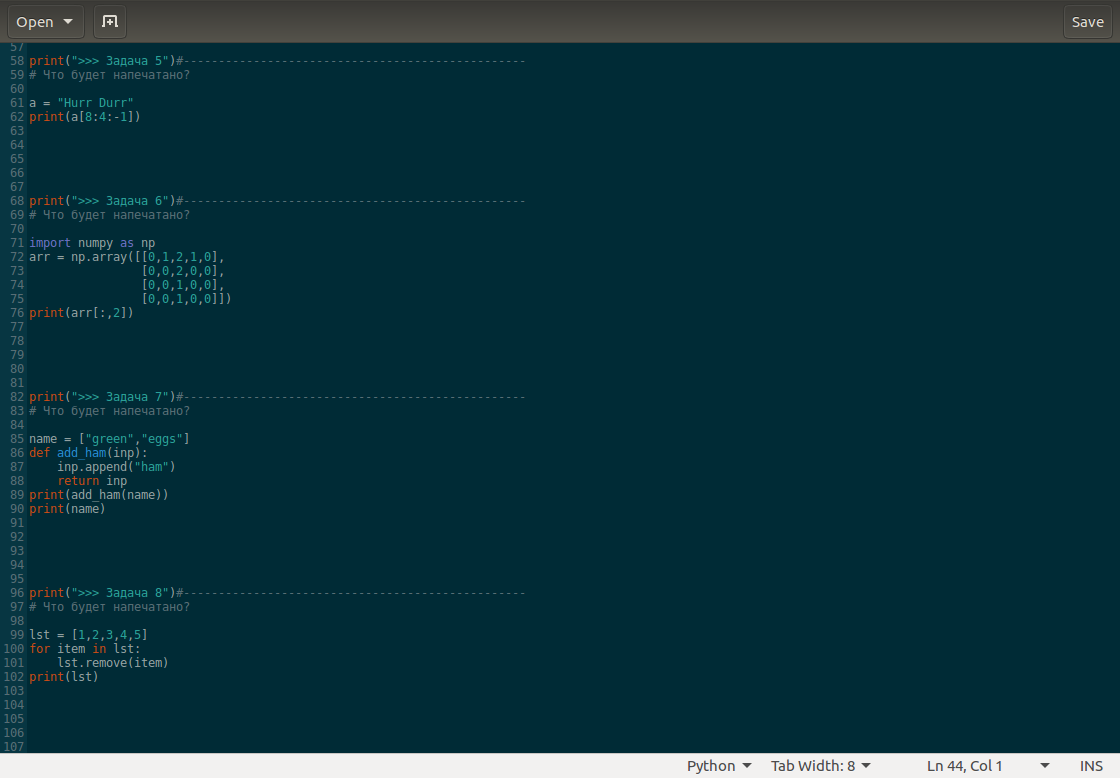 Open
Save
57
58 print(">>> Задача 5")#-------------------------------------------------
59 # Что будет напечатано?
60
61 a = "Hurr Durr"
62 print(a[8:4:-1])
63
64
65
66
67
68 print(">>> Задача 6")#-------------------------------------------------
69 # Что будет напечатано?
70
71 import numpy as np
72 arr = np.array([[0,1,2,1,0],
73                 [0,0,2,0,0],
74                 [0,0,1,0,0],
75                 [0,0,1,0,0]])
76 print(arr[:,2])
77
78
79
80
81
82 print(">>> Задача 7")#-------------------------------------------------
83 # Что будет напечатано?
84
85 name = ["green","eggs"]
86 def add_ham(inp):
87     inp.append("ham")
88     return inp
89 print(add_ham(name))
90 print(name)
91
92
93
94
95
96 print(">>> Задача 8")#-------------------------------------------------
97 # Что будет напечатано?
98
99 lst = [1,2,3,4,5]
100 for item in lst:
101     lst.remove(item)
102 print(lst)
103
104
105
106
107
Python Tab Width: 8 Ln 44, Col 1 INS